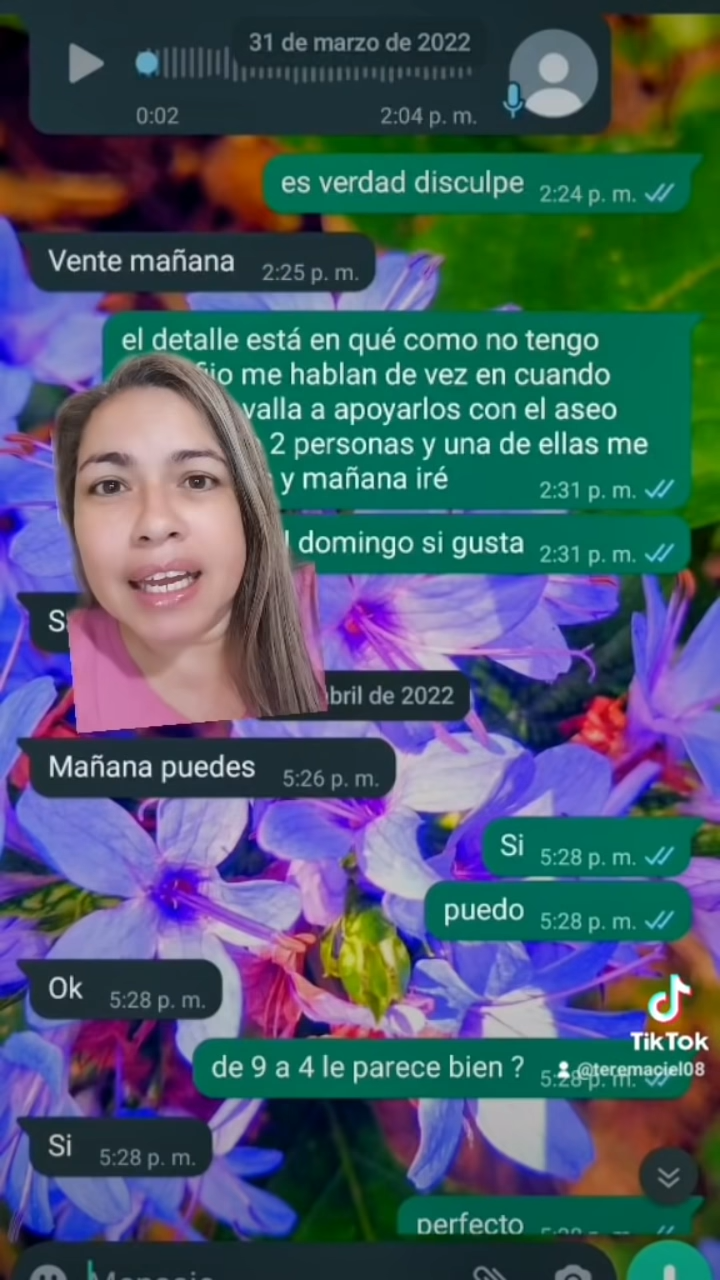 31 de marzo de 2022
0:02
2:04 p. m.
es verdad disculpe 2:24 p. m.
Vente mañana 2:25 p. m.
el detalle está en qué como no tengo
fijo me hablan de vez en cuando
valla a apoyarlos con el aseo
2 personas y una de ellas me
y mañana iré 2:31 p. m.
domingo si gusta 2:31 p. m.
abril de 2022
Mañana puedes 5:26 p. m.
Si 5:28 p. m.
puedo 5:28 p. m.
Ok 5:28 p. m.
TikTok
de 9 a 4 le parece bien ? 5:28 p. m.
@teremaciel08
Si 5:28 p. m.
perfecto 5:28 p. m.
Mensaje